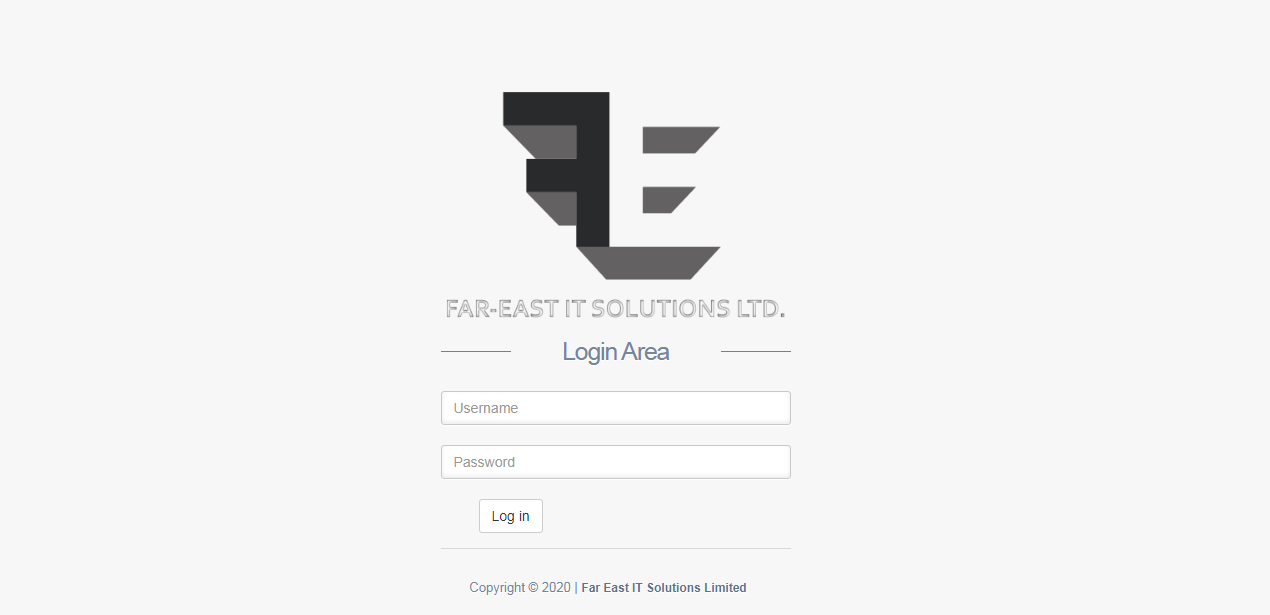 FAR-EAST IT SOLUTIONS LTD.
Login Area
Username
Password
Log in
Copyright © 2020 | Far East IT Solutions Limited